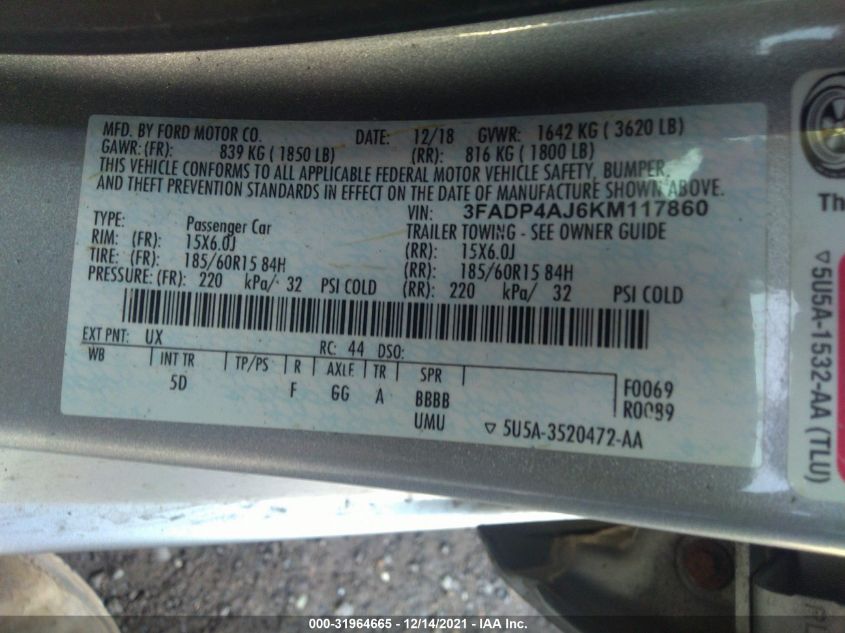 MFD. BY FORD MOTOR CO.
DATE: 12/18 GVWR: 1642 KG ( 3620 LB)
GAWR: (FR): 839 KG ( 1850 LB) (RR): 816 KG ( 1800 LB)
THIS VEHICLE CONFORMS TO ALL APPLICABLE FEDERAL MOTOR VEHICLE SAFETY, BUMPER,
AND THEFT PREVENTION STANDARDS IN EFFECT ON THE DATE OF MANUFACTURE SHOWN ABOVE.
VIN: 3FADP4AJ6KM117860
TYPE: Passenger Car TRAILER TOWING - SEE OWNER GUIDE
RIM: (FR): 15X6.0J (RR): 15X6.0J
TIRE: (FR): 185/60R15 84H (RR): 185/60R15 84H
PRESSURE: (FR): 220 kPa/ 32 PSI COLD (RR): 220 kPa/ 32 PSI COLD
EXT PNT: UX RC: 44 DSO:
WB INT TR TP/PS R AXLE TR SPR
5D F GG A BBBB F0069
UMU R0089
▽ 5U5A-3520472-AA
Th
▽ 5U5A-1532-AA (TLU)
000-31964665 - 12/14/2021 - IAA Inc.